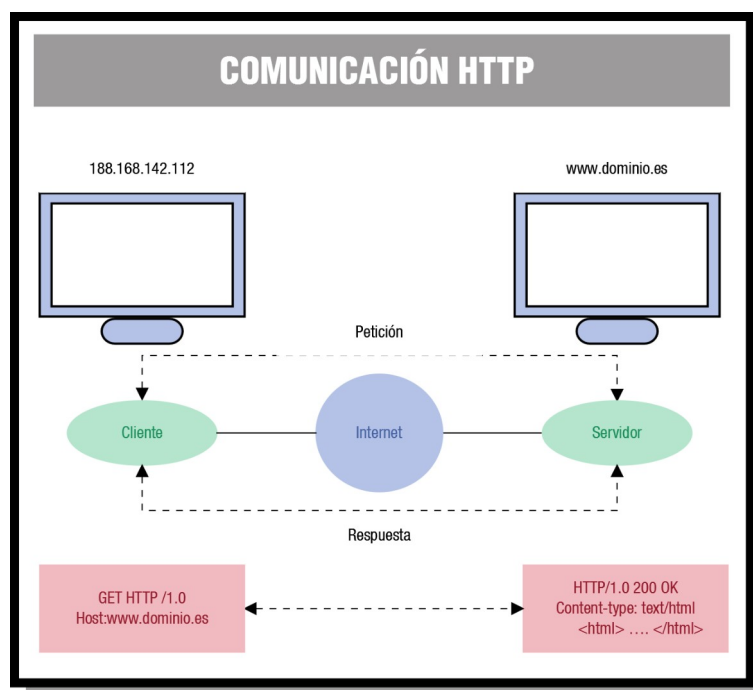 COMUNICACIÓN HTTP
188.168.142.112
www.dominio.es
Petición
Cliente
Internet
Servidor
Respuesta
GET HTTP /1.0
Host:www.dominio.es
HTTP/1.0 200 OK
Content-type: text/html
<html> .... </html>